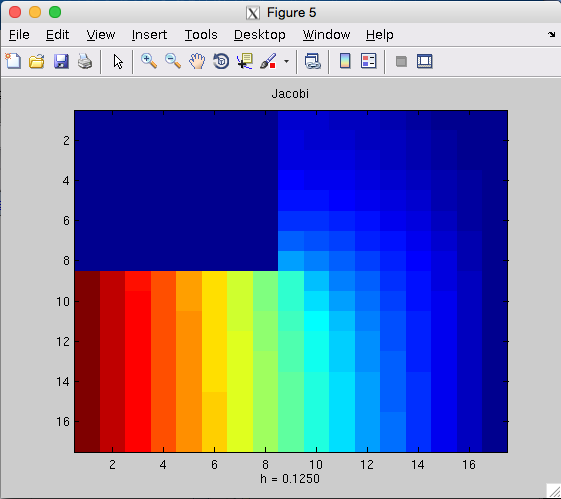 Figure 5
File Edit View Insert Tools Desktop Window Help
Jacobi
2
4
6
8
10
12
14
16
2 4 6 8 10 12 14 16
h = 0.1250